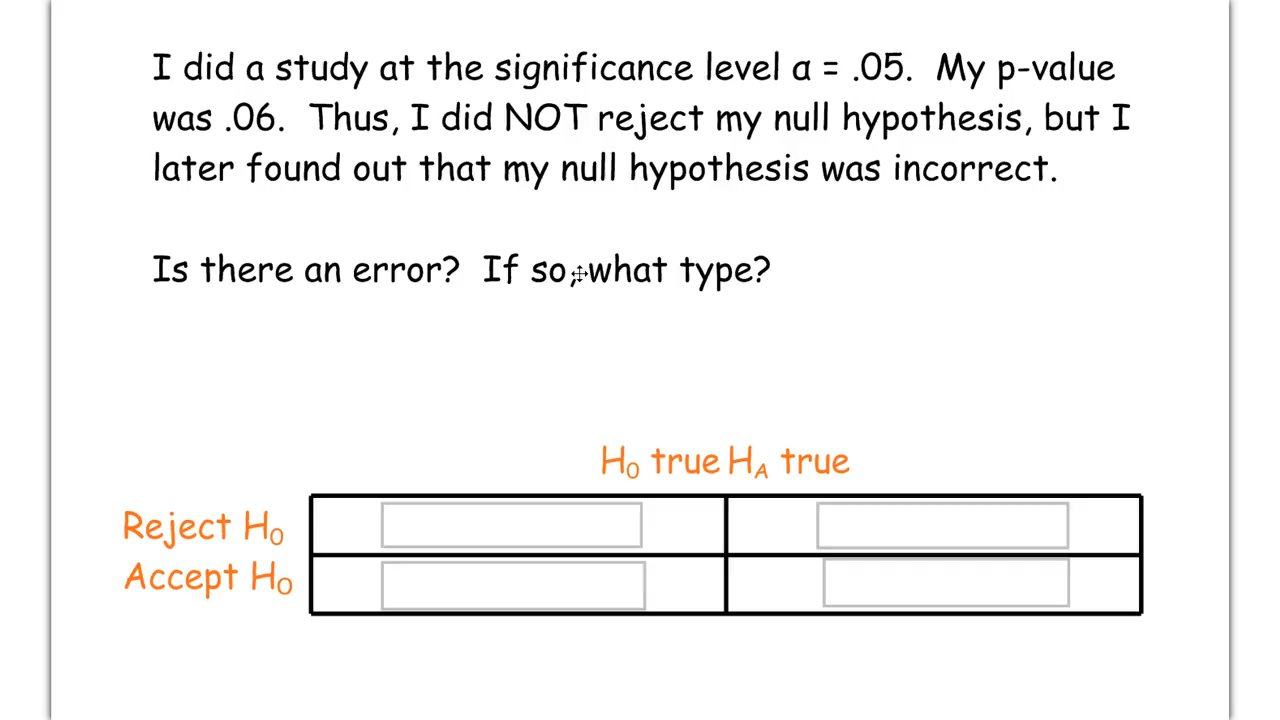 I did a study at the significance level α = .05. My p-value
was .06. Thus, I did NOT reject my null hypothesis, but I
later found out that my null hypothesis was incorrect.
Is there an error? If so, what type?
H₀ true Hₐ true
Reject H₀
Accept H₀